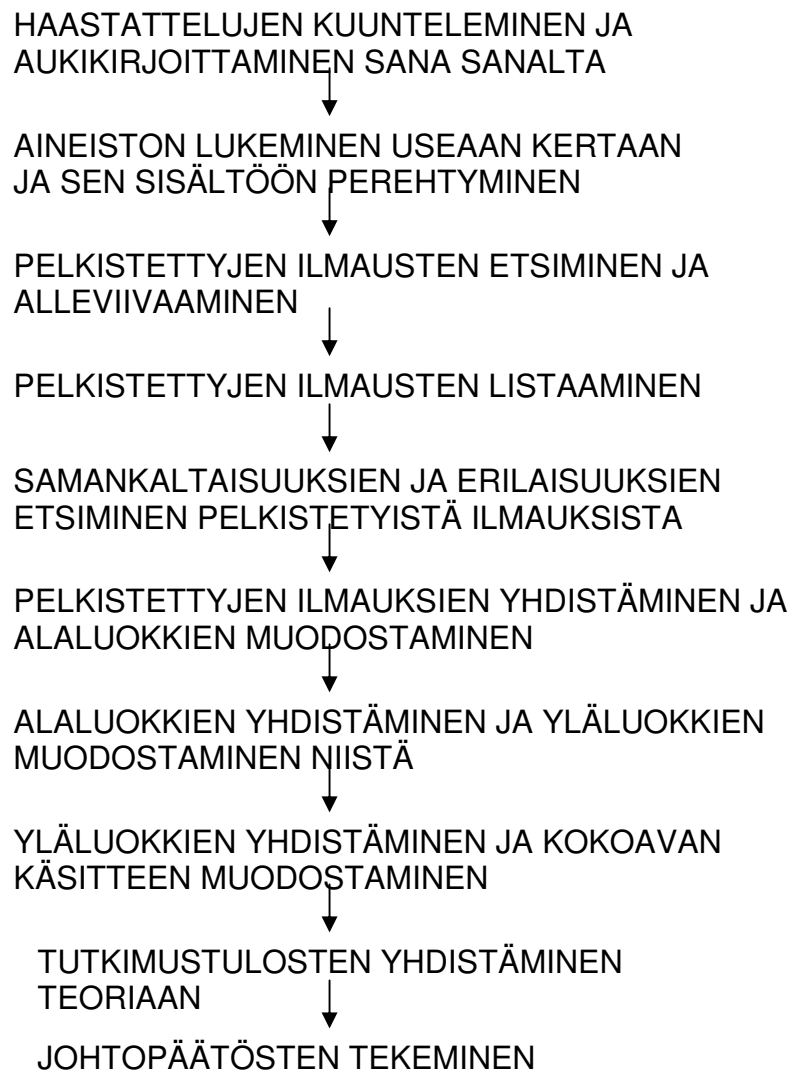 HAASTATTELUJEN KUUNTELEMINEN JA
AUKIKIRJOITTAMINEN SANA SANALTA
AINEISTON LUKEMINEN USEAAN KERTAAN
JA SEN SISÄLTÖÖN PEREHTYMINEN
PELKISTETTYJEN ILMAUSTEN ETSIMINEN JA
ALLEVIIVAAMINEN
PELKISTETTYJEN ILMAUSTEN LISTAAMINEN
SAMANKALTAISUUKSIEN JA ERILAISUUKSIEN
ETSIMINEN PELKISTETYISTÄ ILMAUKSISTA
PELKISTETTYJEN ILMAUKSIEN YHDISTÄMINEN JA
ALALUOKKIEN MUODOSTAMINEN
ALALUOKKIEN YHDISTÄMINEN JA YLÄLUOKKIEN
MUODOSTAMINEN NIISTÄ
YLÄLUOKKIEN YHDISTÄMINEN JA KOKOAVAN
KÄSITTEEN MUODOSTAMINEN
TUTKIMUSTULOSTEN YHDISTÄMINEN
TEORIAAN
JOHTOPÄÄTÖSTEN TEKEMINEN